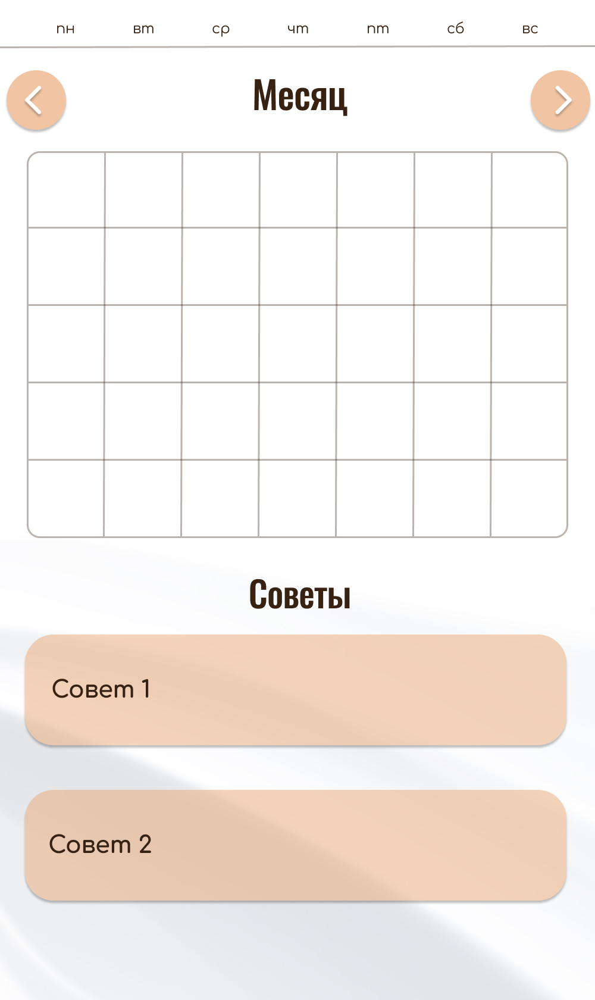 пн вт ср чт пт сб вс
Месяц
Советы
Совет 1
Совет 2